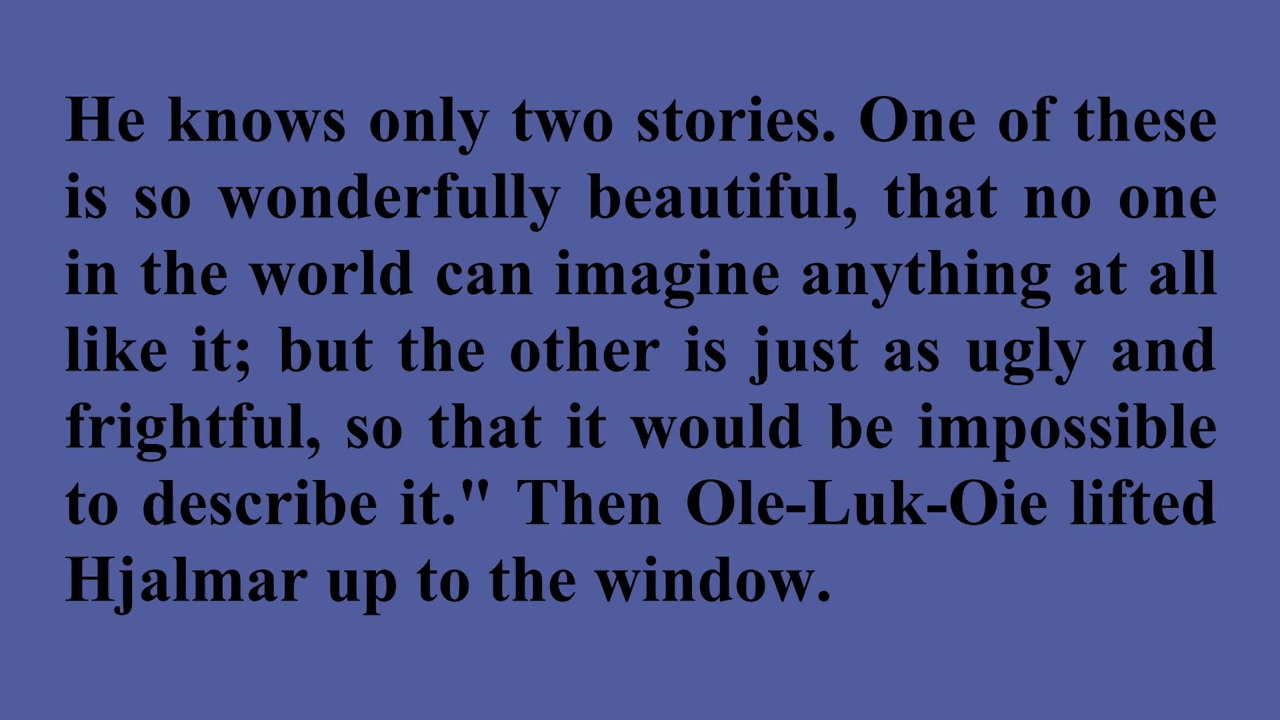 He knows only two stories. One of these
is so wonderfully beautiful, that no one
in the world can imagine anything at all
like it; but the other is just as ugly and
frightful, so that it would be impossible
to describe it." Then Ole-Luk-Oie lifted
Hjalmar up to the window.